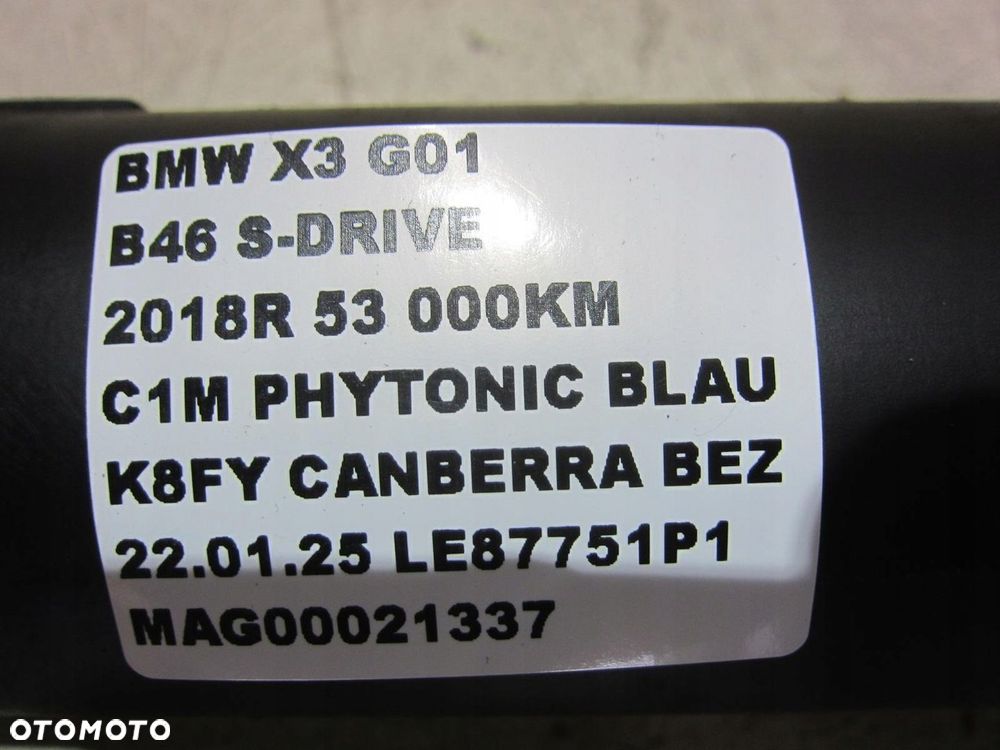 BMW X3 G01
B46 S-DRIVE
2018R 53 000KM
C1M PHYTONIC BLAU
K8FY CANBERRA BEZ
22.01.25 LE87751P1
MAG00021337
OTOMOTO